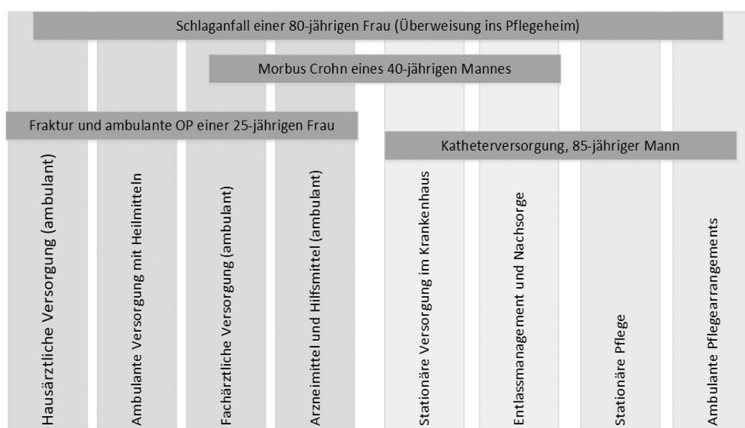 Schlaganfall einer 80-jährigen Frau (Überweisung ins Pflegeheim)
Morbus Crohn eines 40-jährigen Mannes
Fraktur und ambulante OP einer 25-jährigen Frau
Katheterversorgung, 85-jähriger Mann
Hausärztliche Versorgung (ambulant)
Ambulante Versorgung mit Heilmitteln
Fachärztliche Versorgung (ambulant)
Arzneimittel und Hilfsmittel (ambulant)
Stationäre Versorgung im Krankenhaus
Entlassmanagement und Nachsorge
Stationäre Pflege
Ambulante Pflegearrangements